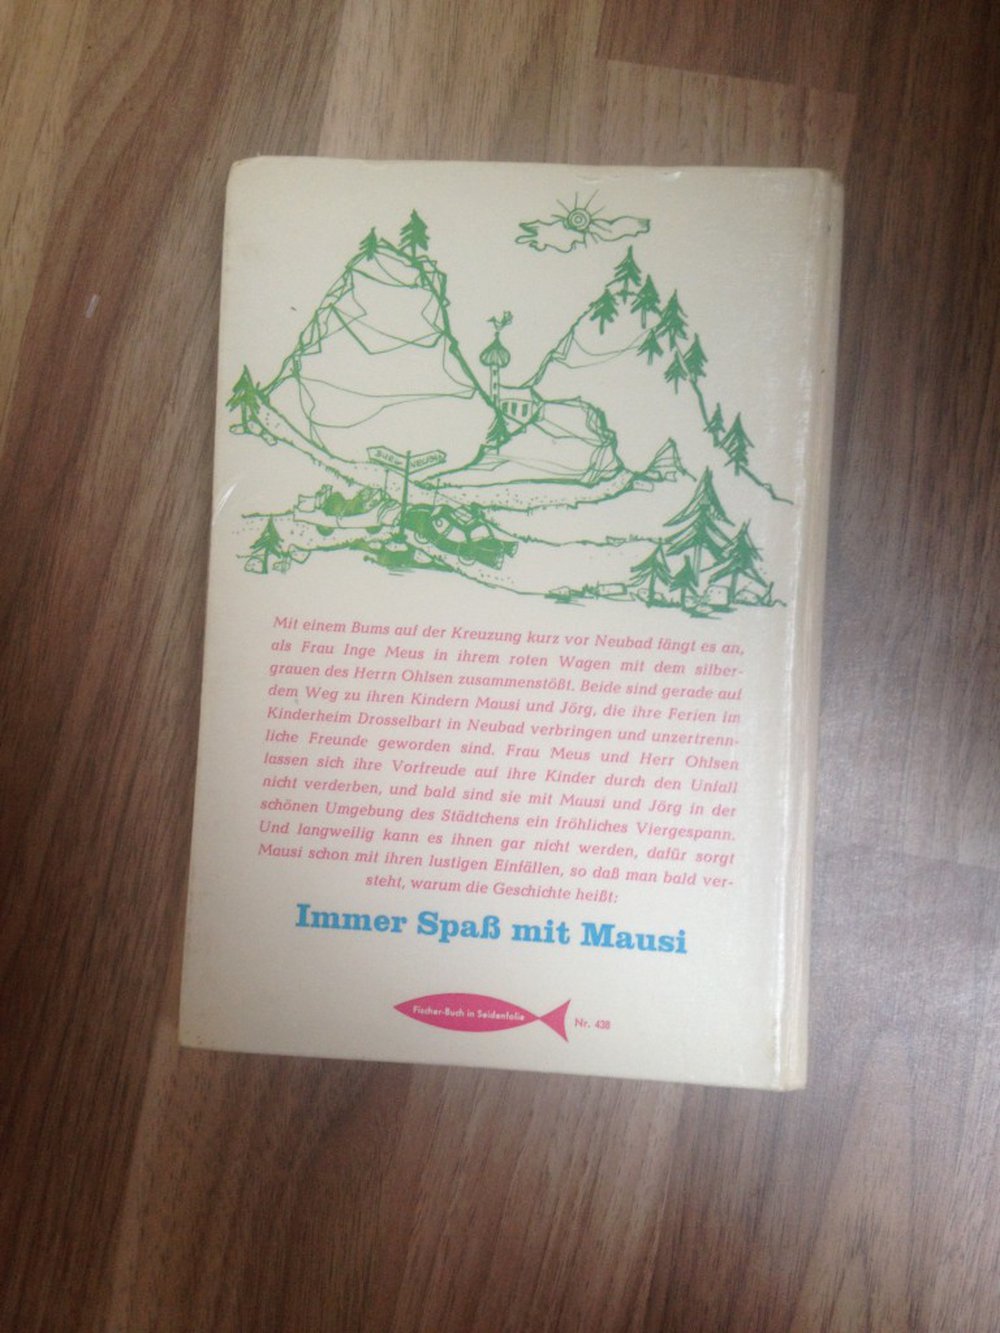 BURG NEUBAD
Mit einem Bums auf der Kreuzung kurz vor Neubad fängt es an,
als Frau Inge Meus in ihrem roten Wagen mit dem silber-
grauen des Herrn Ohlsen zusammenstößt. Beide sind gerade auf
dem Weg zu ihren Kindern Mausi und Jörg, die ihre Ferien im
Kinderheim Drosselbart in Neubad verbringen und unzertrenn-
liche Freunde geworden sind. Frau Meus und Herr Ohlsen
lassen sich ihre Vorfreude auf ihre Kinder durch den Unfall
nicht verderben, und bald sind sie mit Mausi und Jörg in der
schönen Umgebung des Städtchens ein fröhliches Viergespann.
Und langweilig kann es ihnen gar nicht werden, dafür sorgt
Mausi schon mit ihren lustigen Einfällen, so daß man bald ver-
steht, warum die Geschichte heißt:
Immer Spaß mit Mausi
Fischer-Buch in Seidenfolie Nr. 438